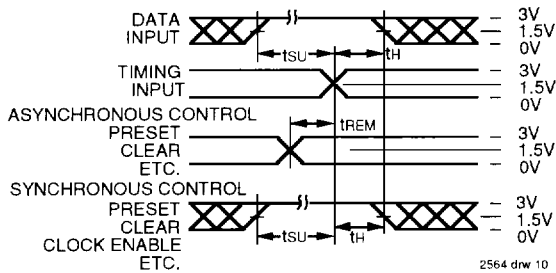 DATA
INPUT
3V
1.5V
0V
tSU
tH
TIMING
INPUT
3V
1.5V
0V
ASYNCHRONOUS CONTROL
PRESET
CLEAR
ETC.
tREM
3V
1.5V
0V
SYNCHRONOUS CONTROL
PRESET
CLEAR
CLOCK ENABLE
ETC.
tSU
tH
3V
1.5V
0V
2564 drw 10